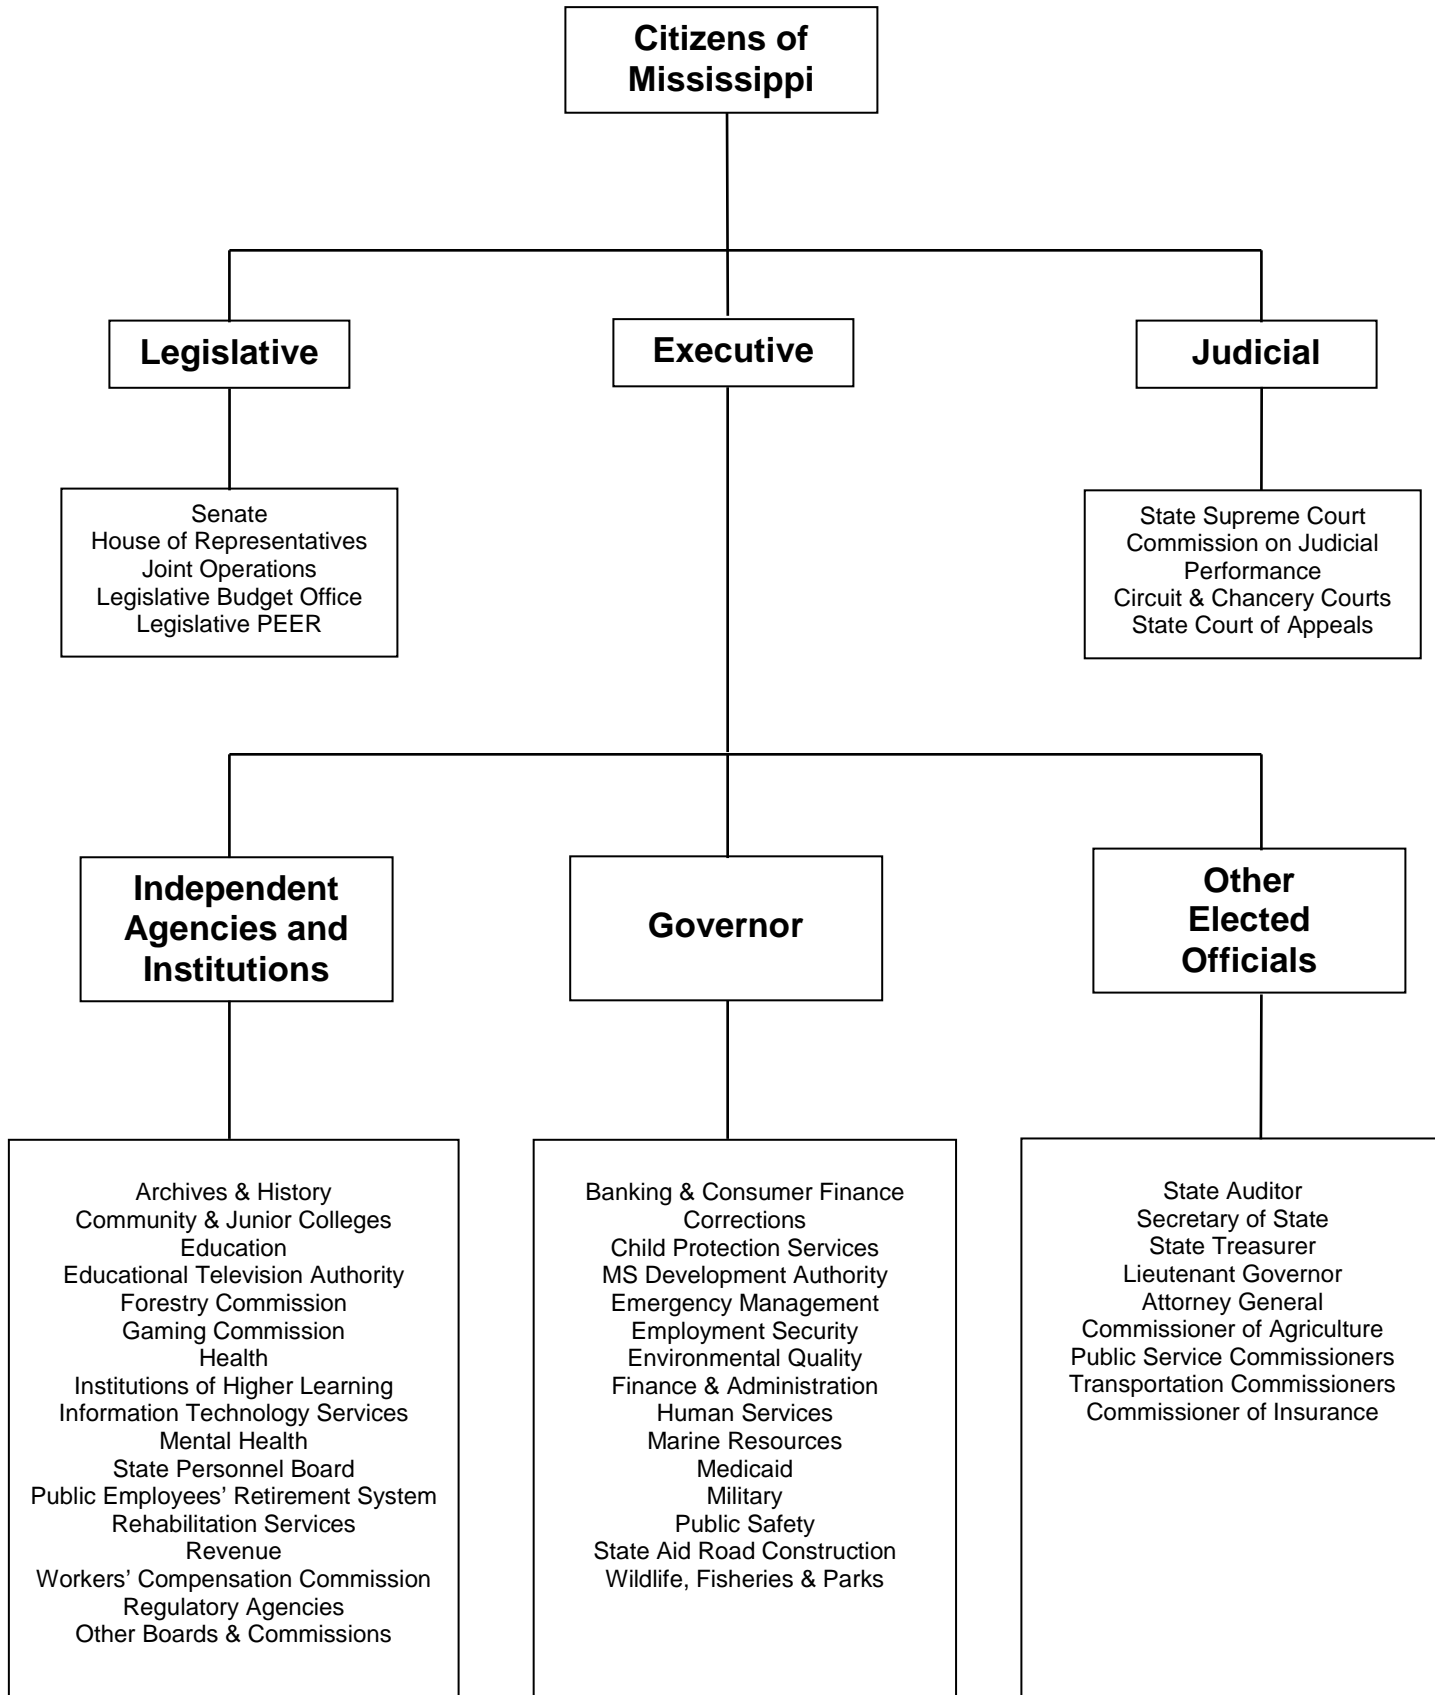 Citizens of
Mississippi
Legislative
Executive
Judicial
Senate
House of Representatives
Joint Operations
Legislative Budget Office
Legislative PEER
State Supreme Court
Commission on Judicial
Performance
Circuit & Chancery Courts
State Court of Appeals
Independent
Agencies and
Institutions
Governor
Other
Elected
Officials
Archives & History
Community & Junior Colleges
Education
Educational Television Authority
Forestry Commission
Gaming Commission
Health
Institutions of Higher Learning
Information Technology Services
Mental Health
State Personnel Board
Public Employees’ Retirement System
Rehabilitation Services
Revenue
Workers’ Compensation Commission
Regulatory Agencies
Other Boards & Commissions
Banking & Consumer Finance
Corrections
Child Protection Services
MS Development Authority
Emergency Management
Employment Security
Environmental Quality
Finance & Administration
Human Services
Marine Resources
Medicaid
Military
Public Safety
State Aid Road Construction
Wildlife, Fisheries & Parks
State Auditor
Secretary of State
State Treasurer
Lieutenant Governor
Attorney General
Commissioner of Agriculture
Public Service Commissioners
Transportation Commissioners
Commissioner of Insurance